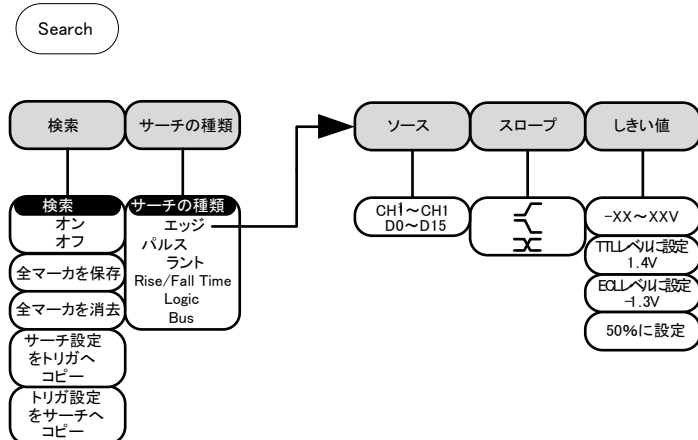 Search
検索
サーチの種類
ソース
スロープ
しきい値
検索
オン
オフ
全マーカを保存
全マーカを消去
サーチ設定
をトリガへ
コピー
トリガ設定
をサーチへ
コピー
サーチの種類
エッジ
パルス
ラント
Rise/Fall Time
Logic
Bus
CH1~CH1
D0~D15
-XX~XXV
TTLレベルに設定
1.4V
ECLレベルに設定
-1.3V
50%に設定